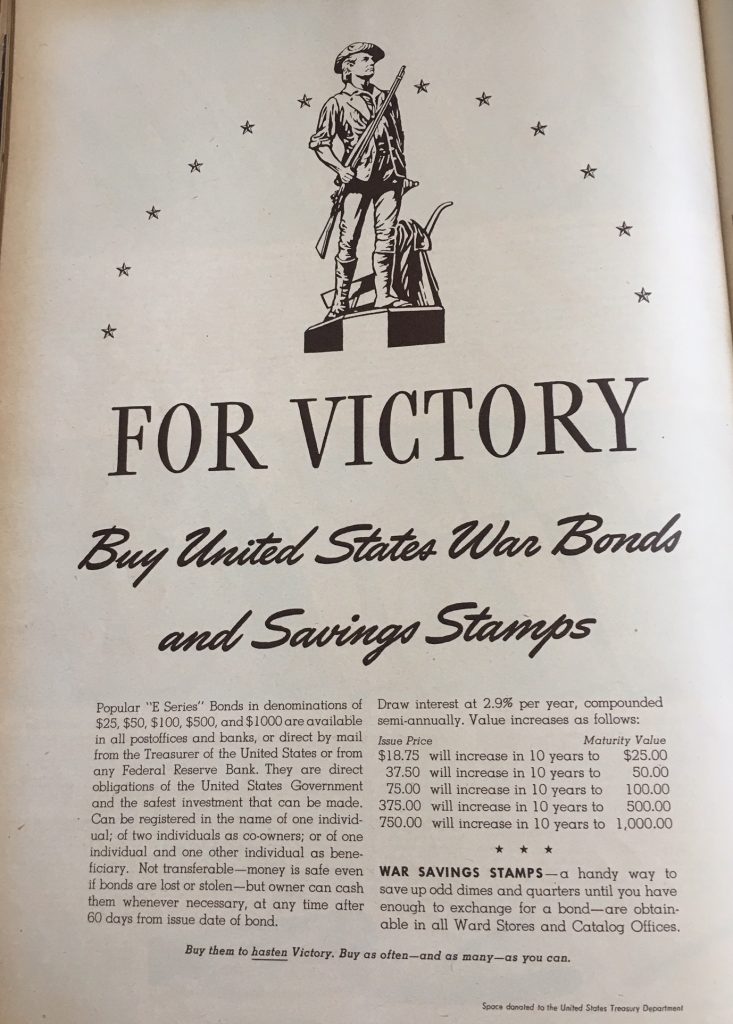 FOR VICTORY
Buy United States War Bonds
and Savings Stamps
Popular "E Series" Bonds in denominations of
$25, $50, $100, $500, and $1000 are available
in all postoffices and banks, or direct by mail
from the Treasurer of the United States or from
any Federal Reserve Bank. They are direct
obligations of the United States Government
and the safest investment that can be made.
Can be registered in the name of one individ-
ual; of two individuals as co-owners; or of one
individual and one other individual as bene-
ficiary. Not transferable—money is safe even
if bonds are lost or stolen—but owner can cash
them whenever necessary, at any time after
60 days from issue date of bond.
Draw interest at 2.9% per year, compounded
semi-annually. Value increases as follows:
Issue Price Maturity Value
$18.75 will increase in 10 years to $25.00
37.50 will increase in 10 years to 50.00
75.00 will increase in 10 years to 100.00
375.00 will increase in 10 years to 500.00
750.00 will increase in 10 years to 1,000.00
WAR SAVINGS STAMPS—a handy way to
save up odd dimes and quarters until you have
enough to exchange for a bond—are obtain-
able in all Ward Stores and Catalog Offices.
Buy them to hasten Victory. Buy as often—and as many—as you can.
Space donated to the United States Treasury Department